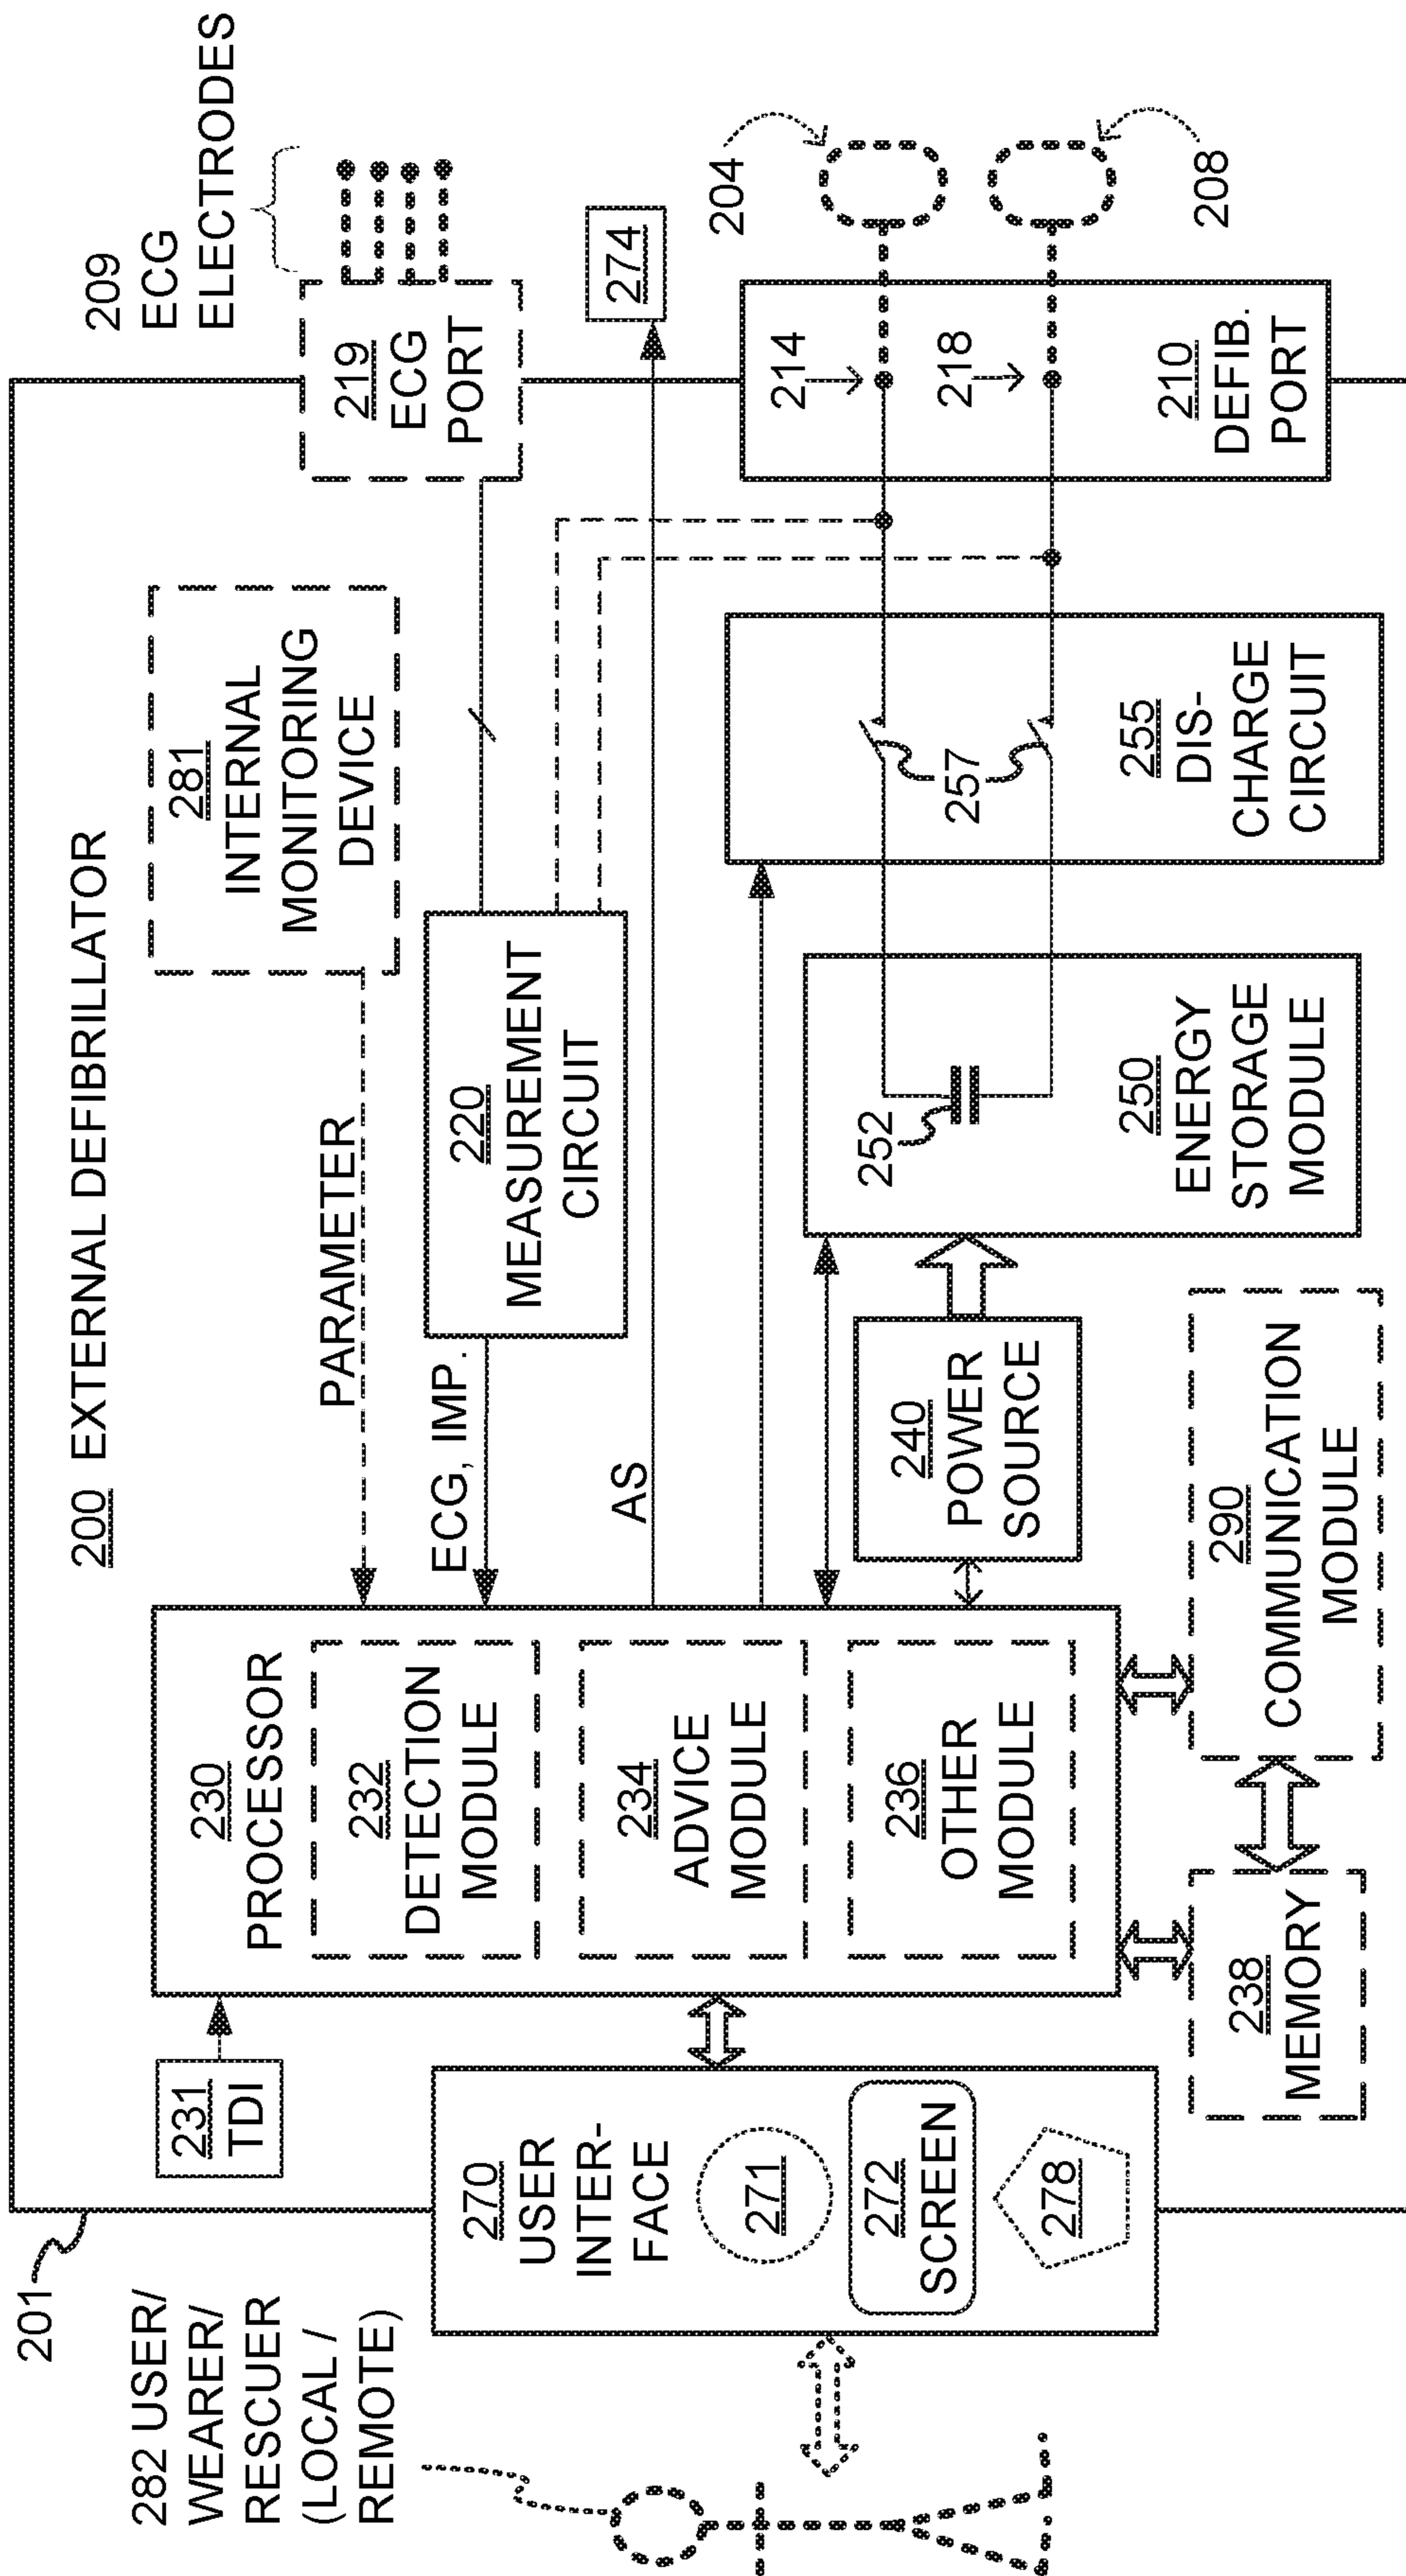 201
200 EXTERNAL DEFIBRILLATOR
209
ECG
ELECTRODES
282 USER/
WEARER/
RESCUER
(LOCAL /
REMOTE)
231
TDI
230
PROCESSOR
232
DETECTION
MODULE
234
ADVICE
MODULE
236
OTHER
MODULE
PARAMETER
281
INTERNAL
MONITORING
DEVICE
219
ECG
PORT
ECG, IMP.
220
MEASUREMENT
CIRCUIT
AS
274
270
USER
INTER-
FACE
271
272
SCREEN
278
240
POWER
SOURCE
252
250
ENERGY
STORAGE
MODULE
257
255
DIS-
CHARGE
CIRCUIT
214
218
210
DEFIB.
PORT
204
208
238
MEMORY
290
COMMUNICATION
MODULE